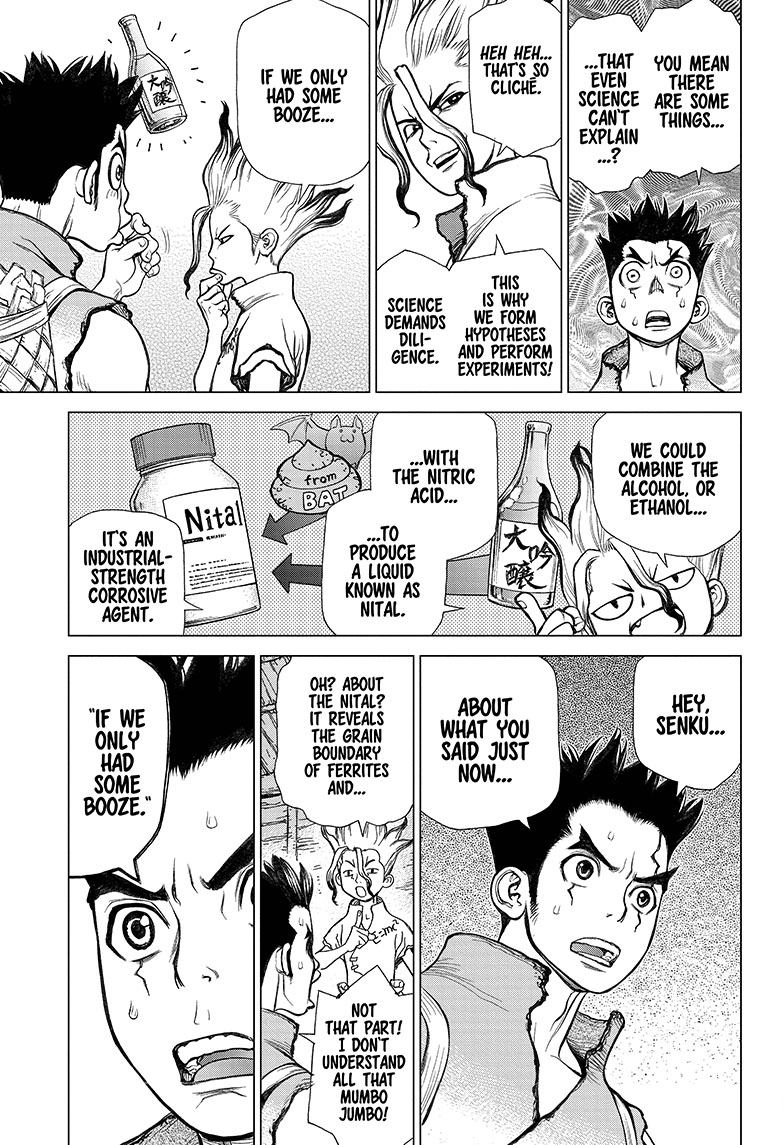 YOU MEAN
THERE
ARE SOME
THINGS...
...THAT
EVEN
SCIENCE
CAN'T
EXPLAIN
...?
HEH HEH...
THAT'S SO
CLICHÉ.
THIS
IS WHY
WE FORM
HYPOTHESES
AND PERFORM
EXPERIMENTS!
SCIENCE
DEMANDS
DILI-
GENCE.
IF WE ONLY
HAD SOME
BOOZE...
大吟醸
WE COULD
COMBINE THE
ALCOHOL, OR
ETHANOL...
大吟醸
...WITH
THE NITRIC
ACID...
from
BAT
...TO
PRODUCE
A LIQUID
KNOWN AS
NITAL.
Nital
IT'S AN
INDUSTRIAL-
STRENGTH
CORROSIVE
AGENT.
HEY,
SENKU...
ABOUT
WHAT YOU
SAID JUST
NOW...
OH? ABOUT
THE NITAL?
IT REVEALS
THE GRAIN
BOUNDARY
OF FERRITES
AND...
E=mc²
NOT
THAT PART!
I DON'T
UNDERSTAND
ALL THAT
MUMBO
JUMBO!
"IF WE
ONLY
HAD
SOME
BOOZE."